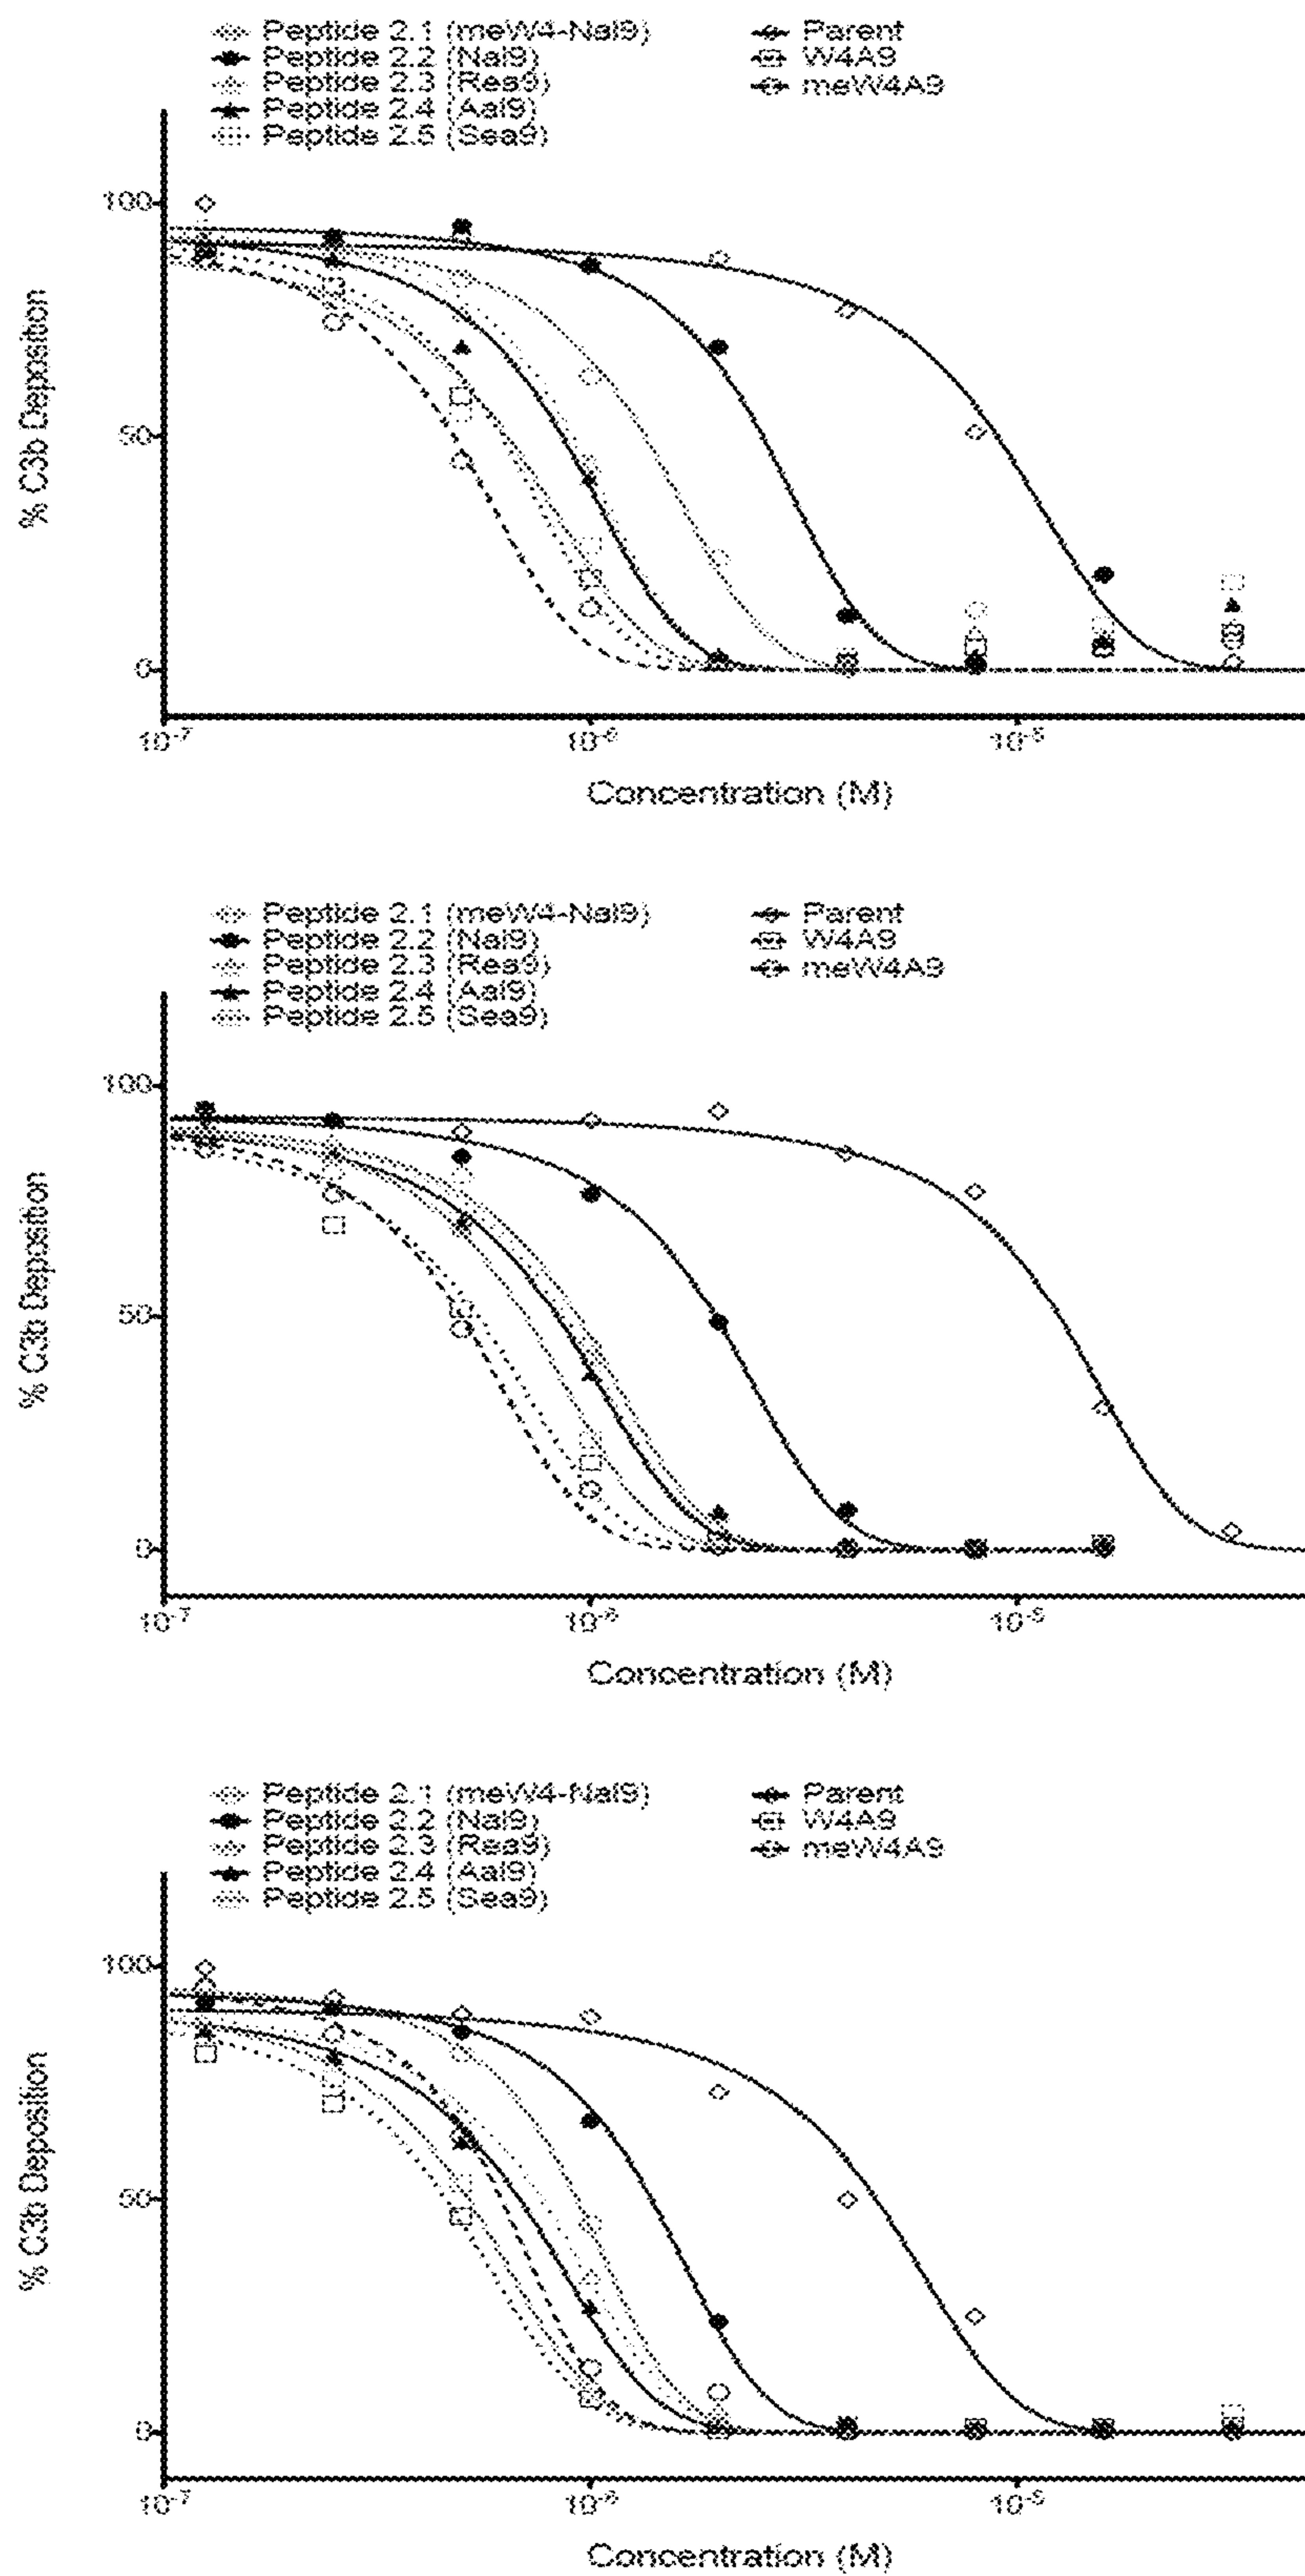 Peptide 2.1 (meW4-Nal9) Parent
Peptide 2.2 (Nal9) W4A9
Peptide 2.3 (Rea9) meW4A9
Peptide 2.4 (Aal9)
Peptide 2.5 (Sea9)
% C3b Deposition
100
50
0
10-7 10-6 10-5
Concentration (M)
Peptide 2.1 (meW4-Nal9) Parent
Peptide 2.2 (Nal9) W4A9
Peptide 2.3 (Rea9) meW4A9
Peptide 2.4 (Aal9)
Peptide 2.5 (Sea9)
% C3b Deposition
100
50
0
10-7 10-6 10-5
Concentration (M)
Peptide 2.1 (meW4-Nal9) Parent
Peptide 2.2 (Nal9) W4A9
Peptide 2.3 (Rea9) meW4A9
Peptide 2.4 (Aal9)
Peptide 2.5 (Sea9)
% C3b Deposition
100
50
0
10-7 10-6 10-5
Concentration (M)